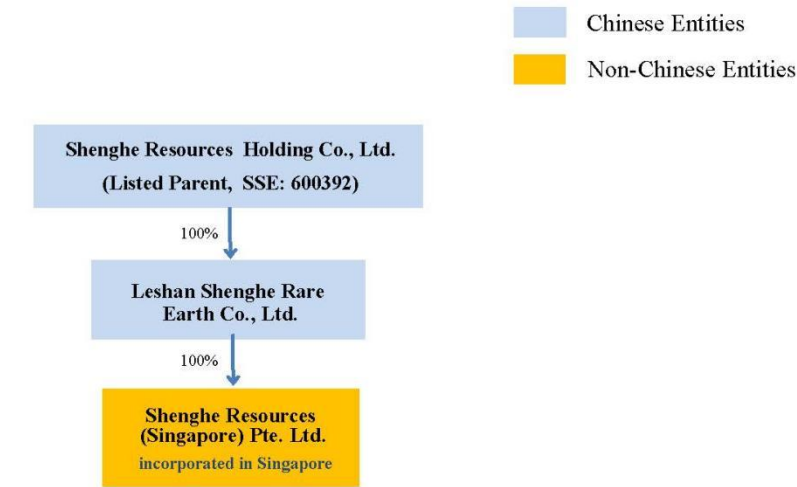 Chinese Entities
Non-Chinese Entities
Shenghe Resources Holding Co., Ltd.
(Listed Parent, SSE: 600392)
100%
Leshan Shenghe Rare
Earth Co., Ltd.
100%
Shenghe Resources
(Singapore) Pte. Ltd.
incorporated in Singapore